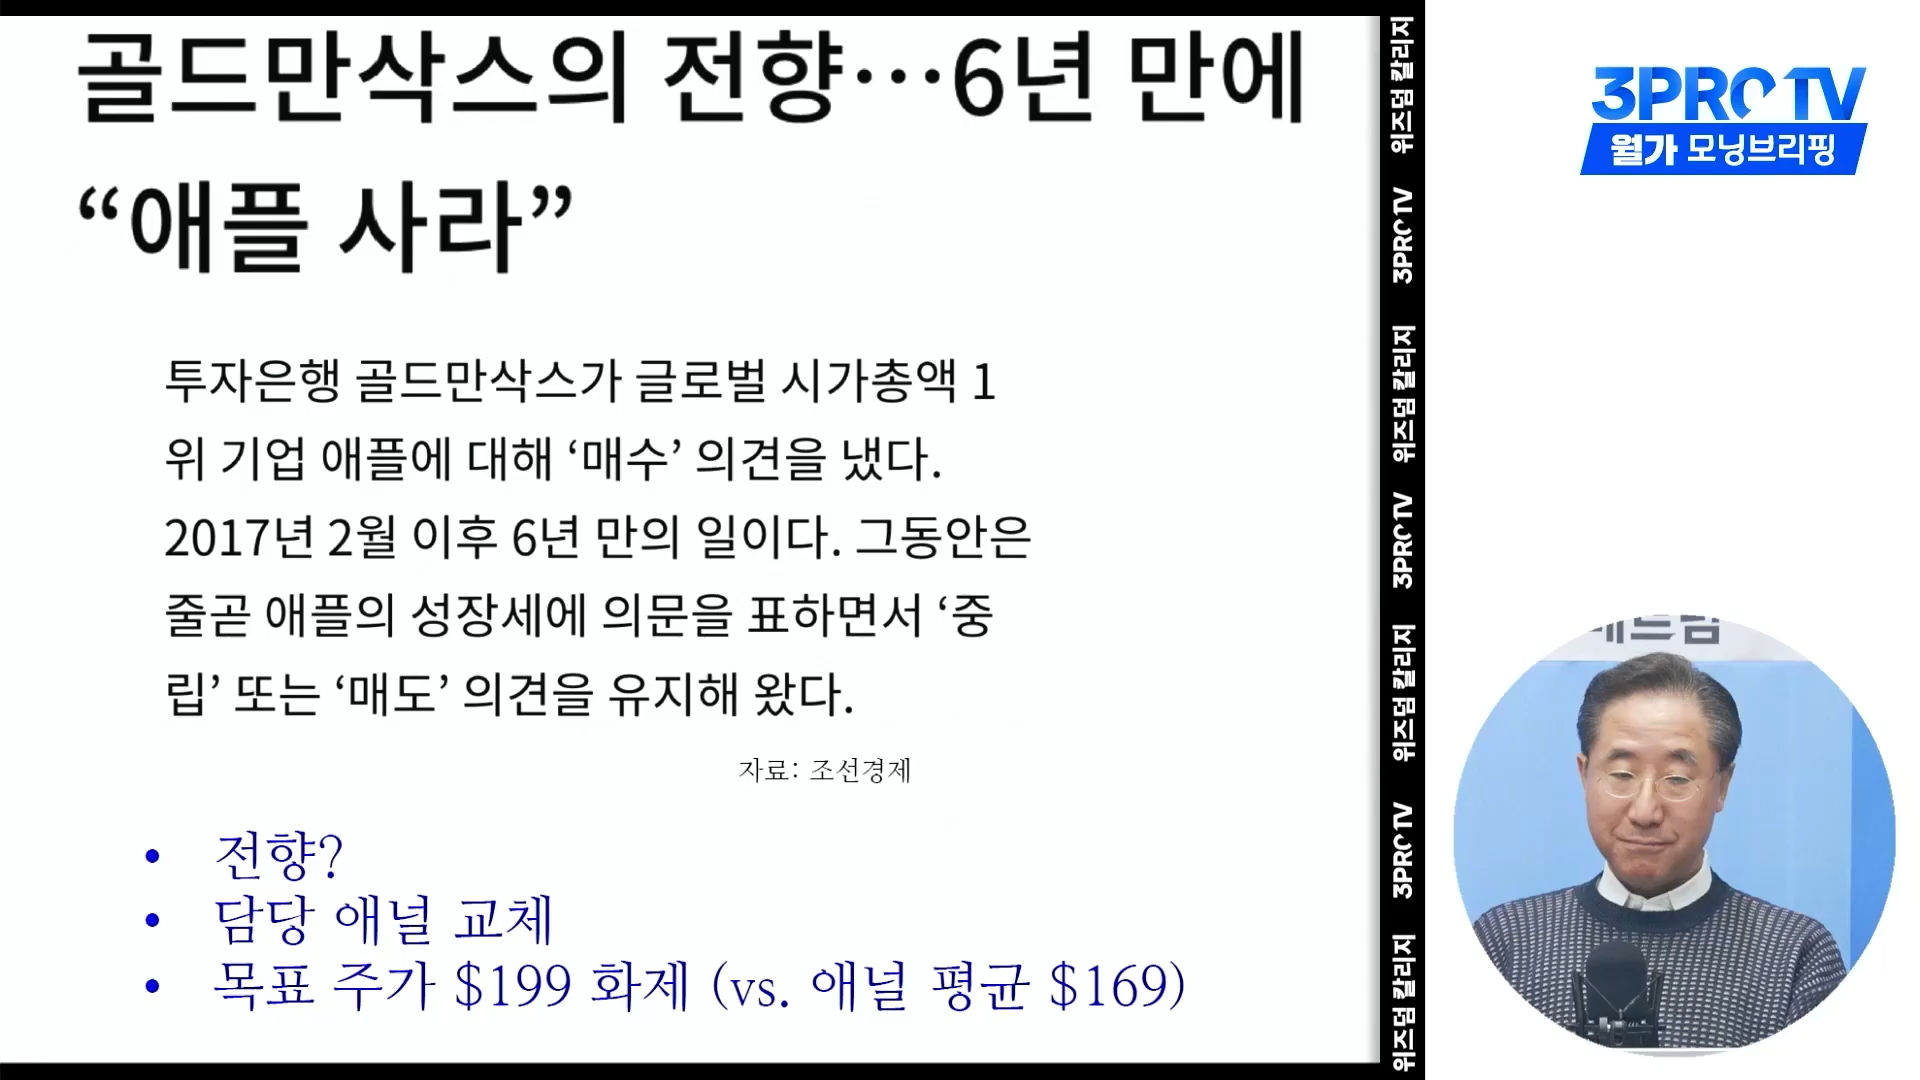 골드만삭스의 전향…6년 만에
“애플 사라”
투자은행 골드만삭스가 글로벌 시가총액 1
위 기업 애플에 대해 ‘매수’ 의견을 냈다.
2017년 2월 이후 6년 만의 일이다. 그동안은
줄곧 애플의 성장세에 의문을 표하면서 ‘중
립’ 또는 ‘매도’ 의견을 유지해 왔다.
자료: 조선경제
• 전향?
• 담당 애널 교체
• 목표 주가 $199 화제 (vs. 애널 평균 $169)
위즈덤 칼리지
3PROTV
위즈덤 칼리지
3PROTV
위즈덤 칼리지
3PROTV
위즈덤 칼리지
3PROTV
월가 모닝브리핑